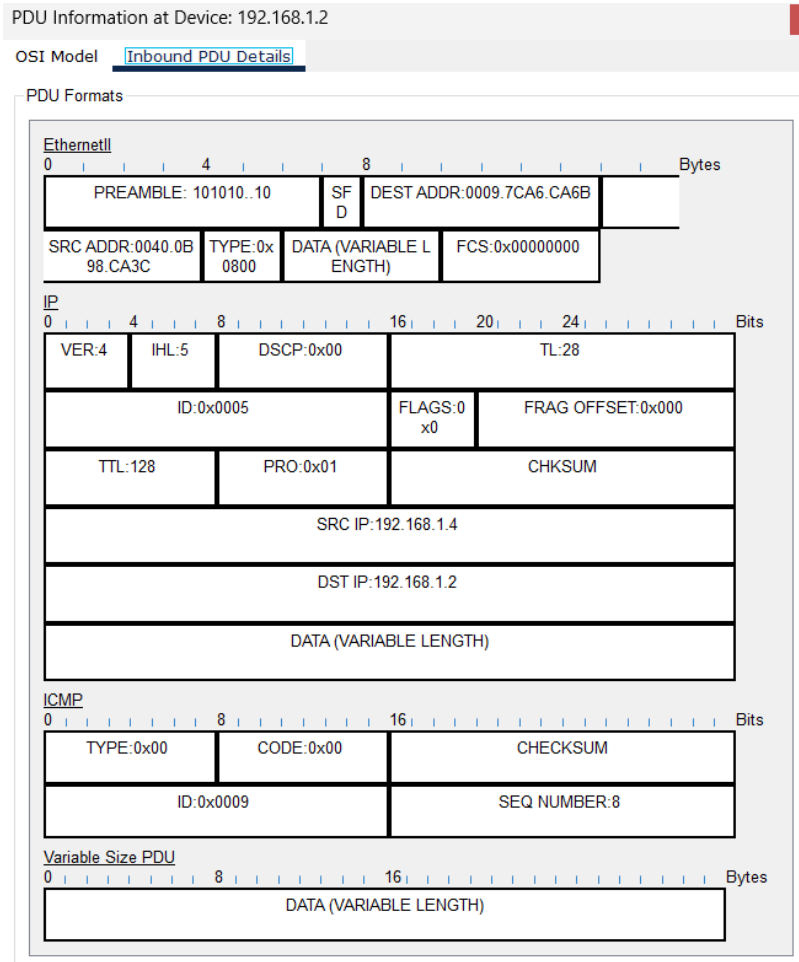 PDU Information at Device: 192.168.1.2
OSI Model Inbound PDU Details
PDU Formats
EthernetII
0 4 8 Bytes
PREAMBLE: 101010..10 SF DEST ADDR:0009.7CA6.CA6B
D
SRC ADDR:0040.0B TYPE:0x DATA (VARIABLE L FCS:0x00000000
98.CA3C 0800 ENGTH)
IP
0 4 8 16 20 24 Bits
VER:4 IHL:5 DSCP:0x00 TL:28
ID:0x0005 FLAGS:0 FRAG OFFSET:0x000
x0
TTL:128 PRO:0x01 CHKSUM
SRC IP:192.168.1.4
DST IP:192.168.1.2
DATA (VARIABLE LENGTH)
ICMP
0 8 16 Bits
TYPE:0x00 CODE:0x00 CHECKSUM
ID:0x0009 SEQ NUMBER:8
Variable Size PDU
0 8 16 Bytes
DATA (VARIABLE LENGTH)